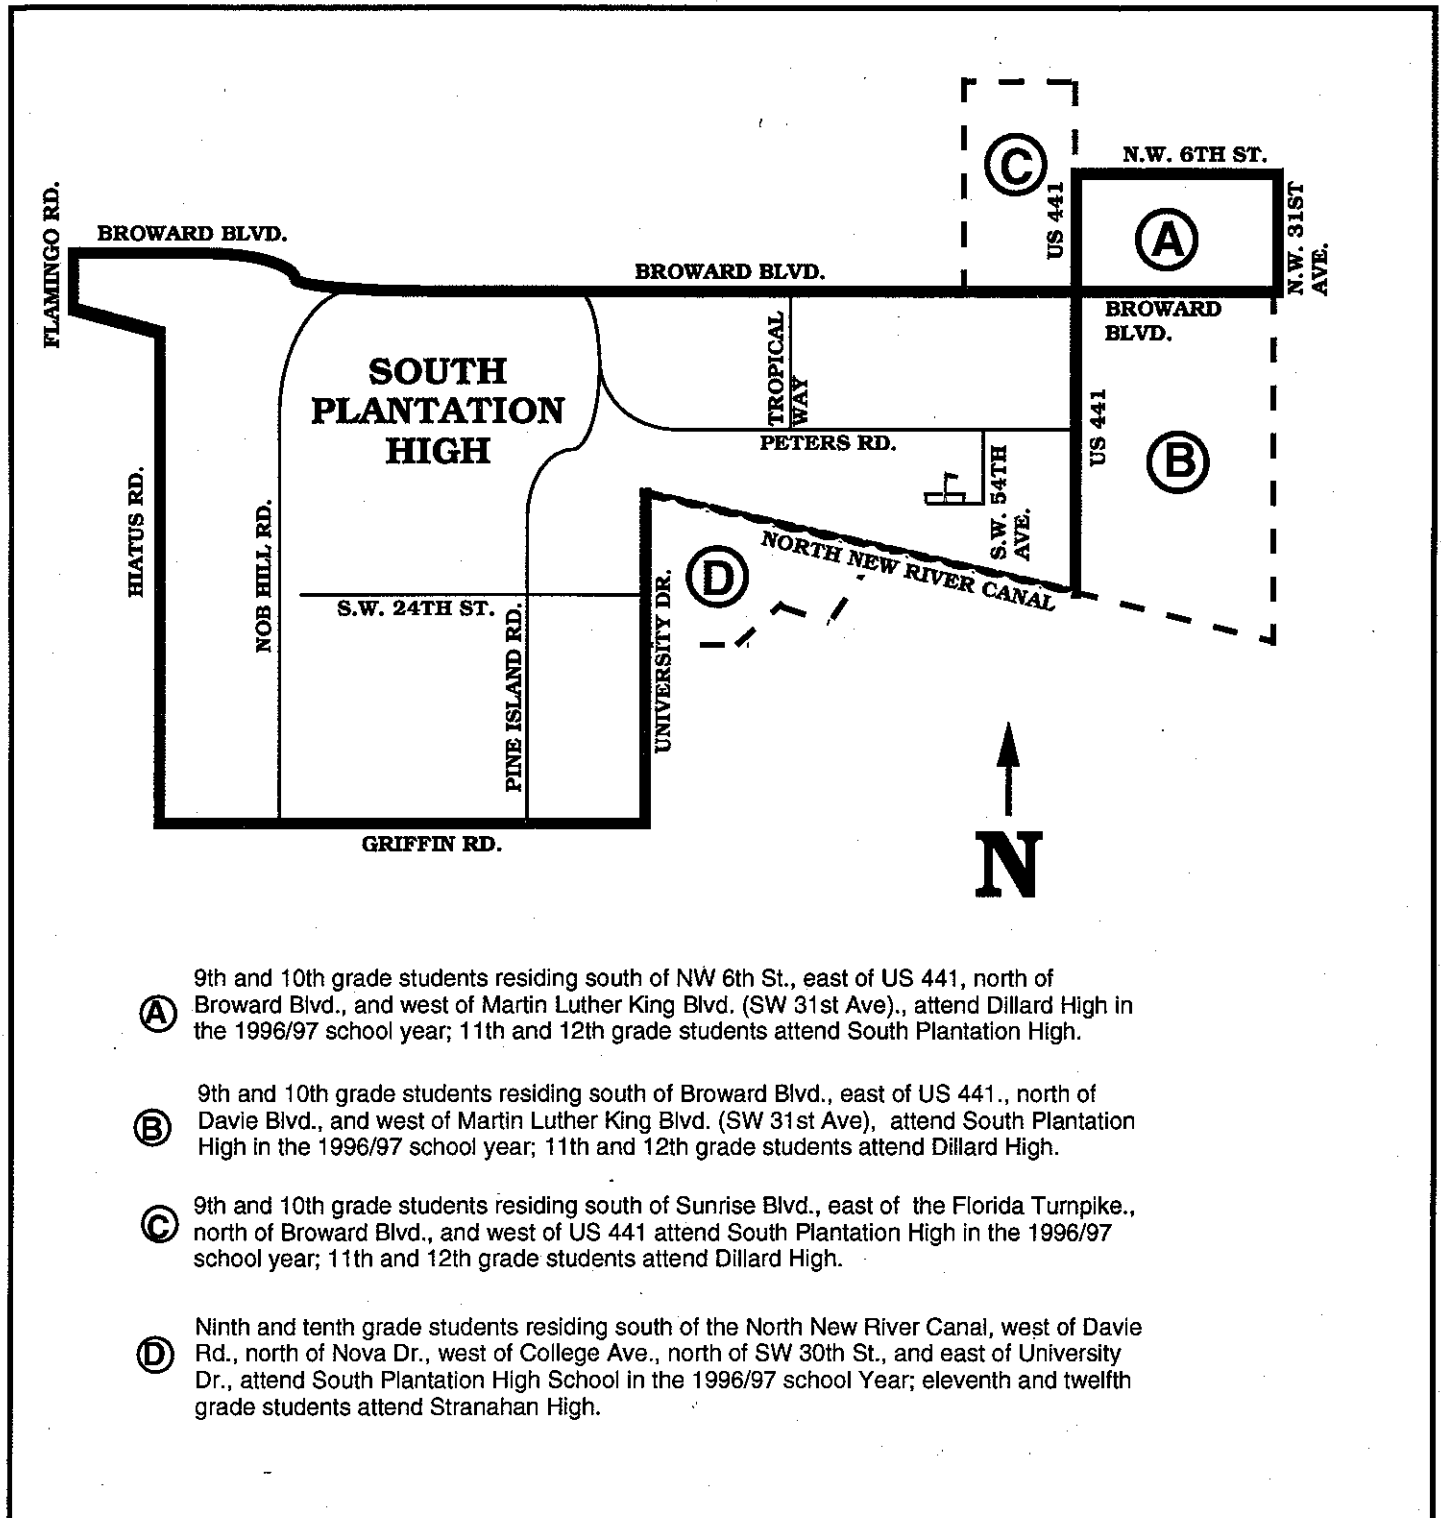 C
N.W. 6TH ST.
FLAMINGO RD.
US 441
A
N.W. 31ST
AVE.
BROWARD BLVD.
BROWARD BLVD.
BROWARD
BLVD.
TROPICAL
WAY
SOUTH
PLANTATION
HIGH
US 441
PETERS RD.
B
HIATUS RD.
NOB HILL RD.
S.W. 54TH
AVE.
NORTH NEW RIVER CANAL
D
S.W. 24TH ST.
PINE ISLAND RD.
UNIVERSITY DR.
GRIFFIN RD.
N
A
9th and 10th grade students residing south of NW 6th St., east of US 441, north of
Broward Blvd., and west of Martin Luther King Blvd. (SW 31st Ave)., attend Dillard High in
the 1996/97 school year; 11th and 12th grade students attend South Plantation High.
B
9th and 10th grade students residing south of Broward Blvd., east of US 441., north of
Davie Blvd., and west of Martin Luther King Blvd. (SW 31st Ave), attend South Plantation
High in the 1996/97 school year; 11th and 12th grade students attend Dillard High.
C
9th and 10th grade students residing south of Sunrise Blvd., east of the Florida Turnpike.,
north of Broward Blvd., and west of US 441 attend South Plantation High in the 1996/97
school year; 11th and 12th grade students attend Dillard High.
D
Ninth and tenth grade students residing south of the North New River Canal, west of Davie
Rd., north of Nova Dr., west of College Ave., north of SW 30th St., and east of University
Dr., attend South Plantation High School in the 1996/97 school Year; eleventh and twelfth
grade students attend Stranahan High.